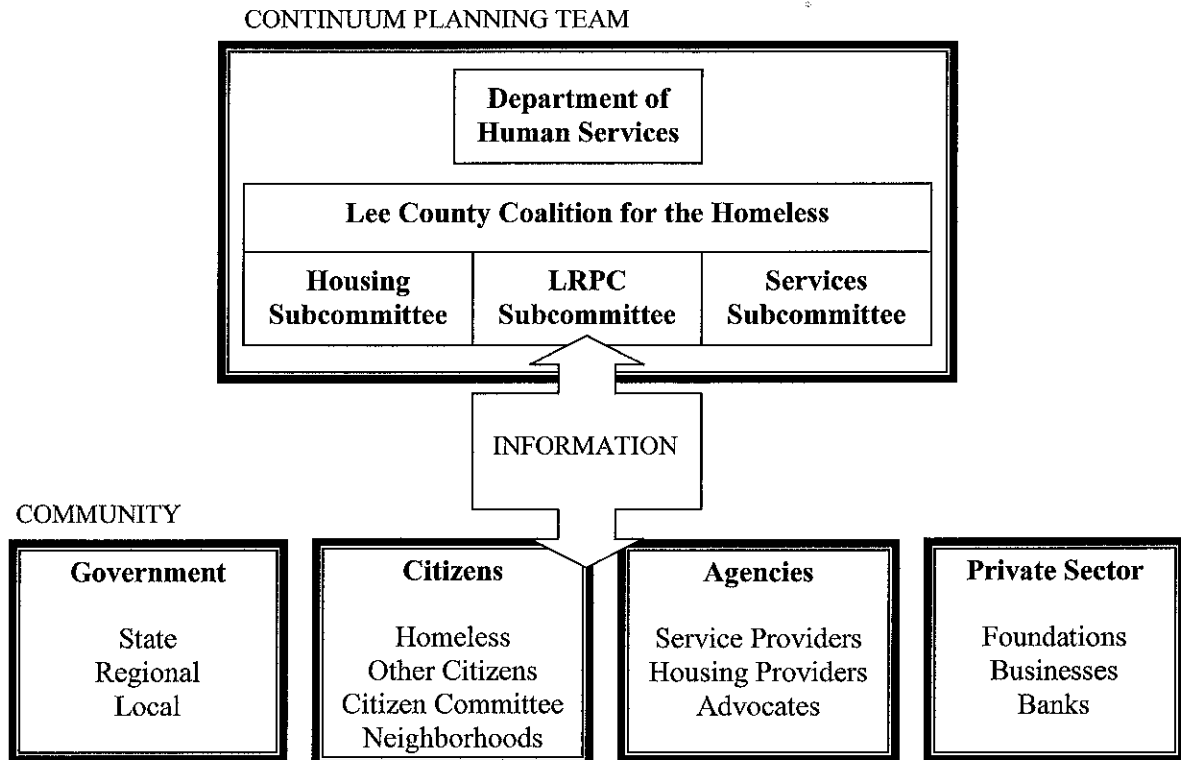 CONTINUUM PLANNING TEAM
Department of
Human Services
Lee County Coalition for the Homeless
Housing
Subcommittee
LRPC
Subcommittee
Services
Subcommittee
INFORMATION
COMMUNITY
Government
State
Regional
Local
Citizens
Homeless
Other Citizens
Citizen Committee
Neighborhoods
Agencies
Service Providers
Housing Providers
Advocates
Private Sector
Foundations
Businesses
Banks